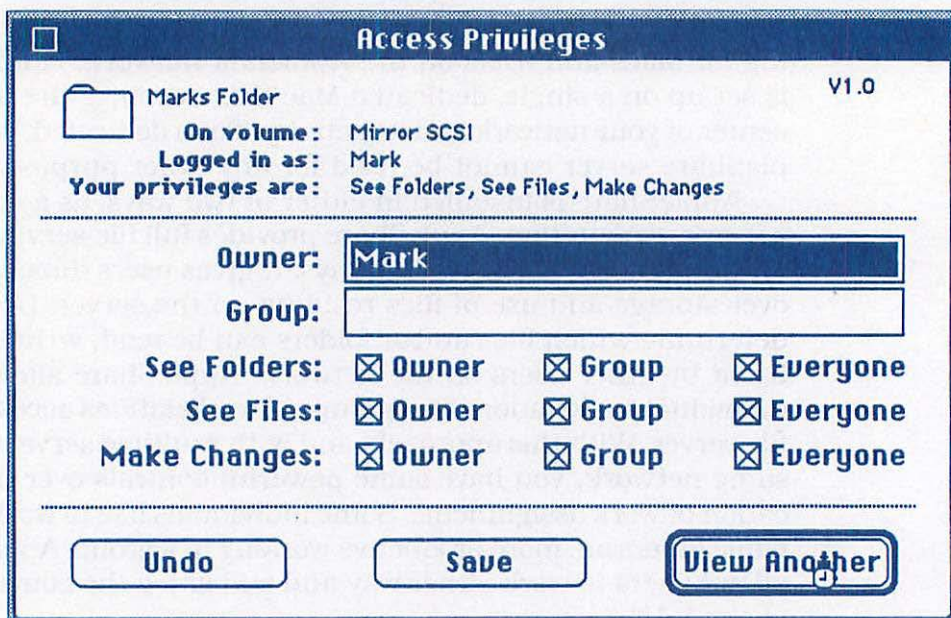 Access Privileges
V1.0
Marks Folder
On volume: Mirror SCSI
Logged in as: Mark
Your privileges are: See Folders, See Files, Make Changes
Owner: Mark
Group:
See Folders: Owner Group Everyone
See Files: Owner Group Everyone
Make Changes: Owner Group Everyone
Undo Save View Another